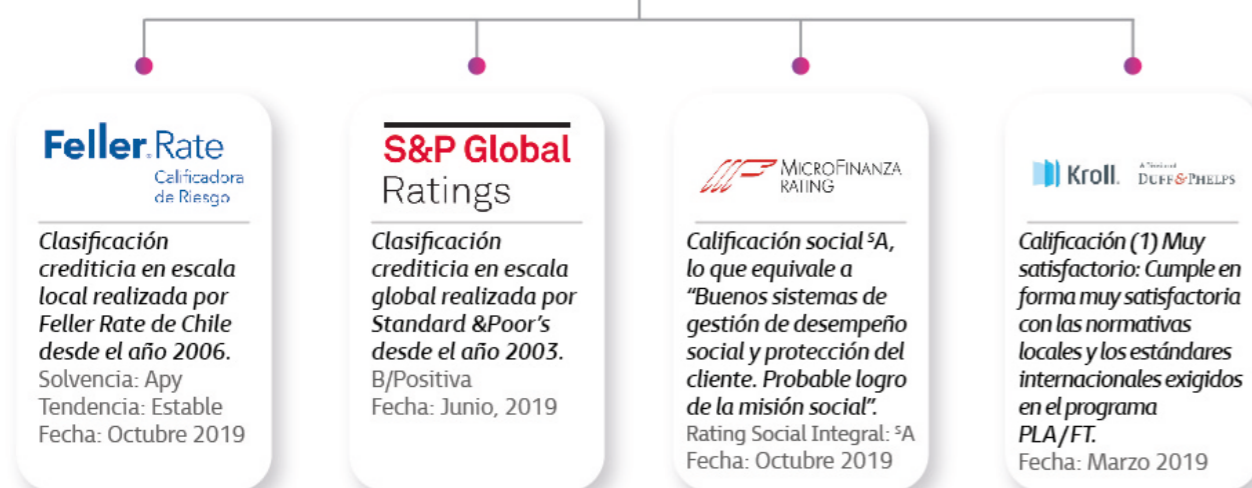 Feller.Rate
Calificadora
de Riesgo
Clasificación
crediticia en escala
local realizada por
Feller Rate de Chile
desde el año 2006.
Solvencia: Apy
Tendencia: Estable
Fecha: Octubre 2019
S&P Global
Ratings
Clasificación
crediticia en escala
global realizada por
Standard &Poor's
desde el año 2003.
B/Positiva
Fecha: Junio, 2019
MICROFINANZA
RATING
Calificación social ˢA,
lo que equivale a
“Buenos sistemas de
gestión de desempeño
social y protección del
cliente. Probable logro
de la misión social”.
Rating Social Integral: ˢA
Fecha: Octubre 2019
Kroll.
DUFF&PHELPS
Calificación (1) Muy
satisfactorio: Cumple en
forma muy satisfactoria
con las normativas
locales y los estándares
internacionales exigidos
en el programa
PLA/FT.
Fecha: Marzo 2019